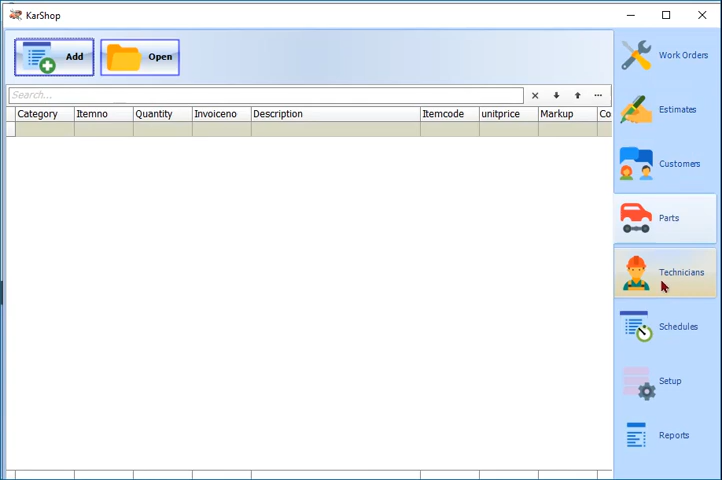 KarShop
Add
Open
Search...
Category Itemno Quantity Invoiceno Description Itemcode unitprice Markup Co
Work Orders
Estimates
Customers
Parts
Technicians
Schedules
Setup
Reports